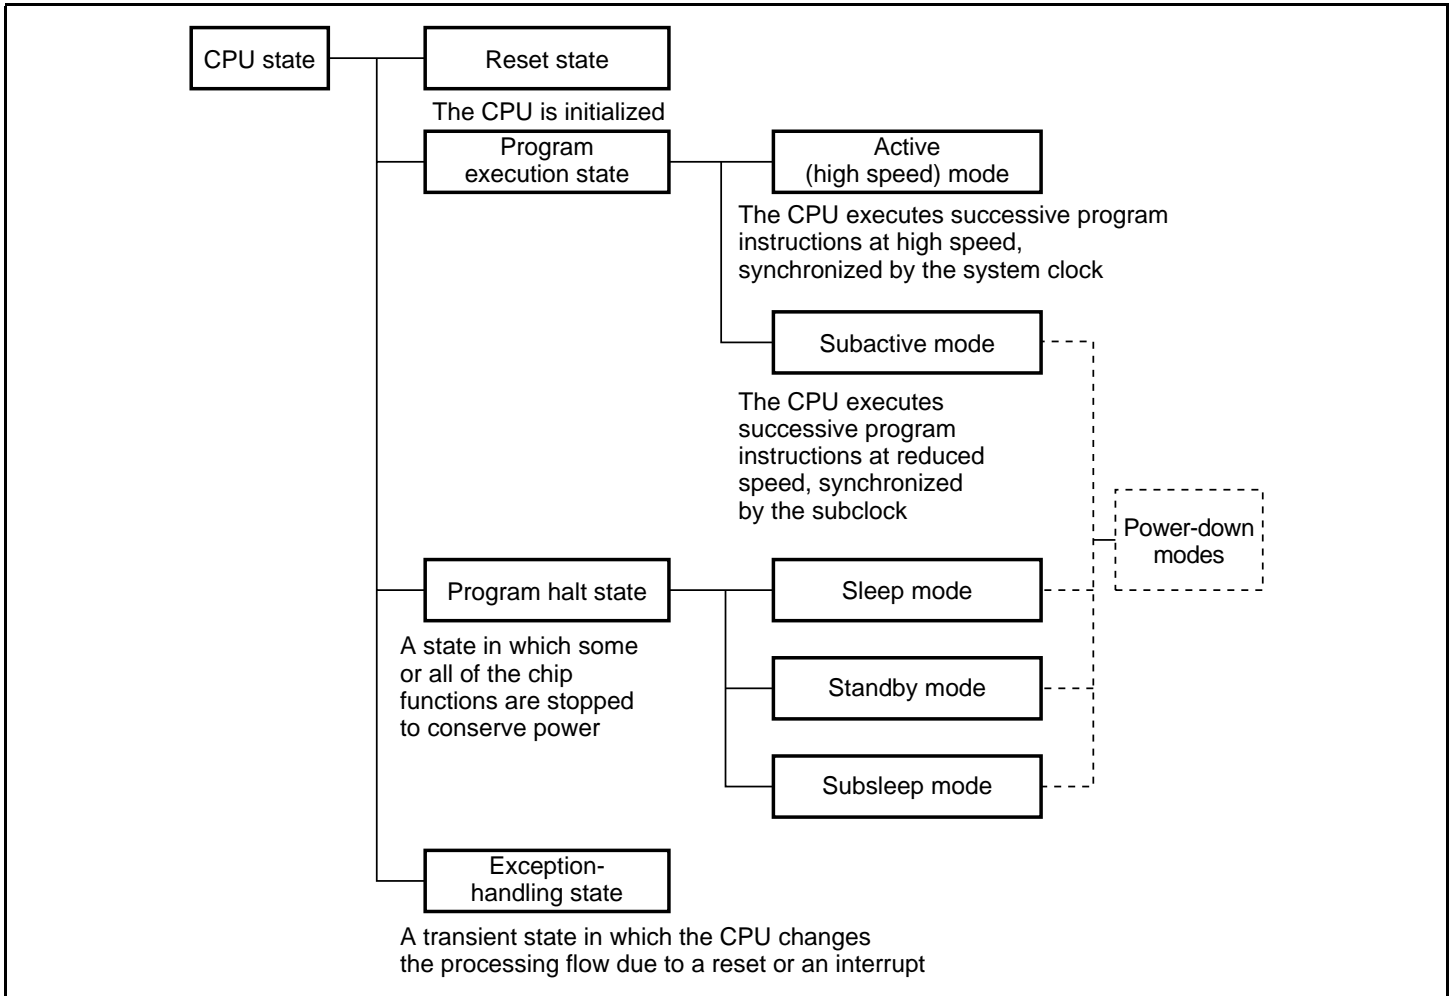 CPU state
Reset state
The CPU is initialized
Program
execution state
Active
(high speed) mode
The CPU executes successive program
instructions at high speed,
synchronized by the system clock
Subactive mode
The CPU executes
successive program
instructions at reduced
speed, synchronized
by the subclock
Power-down
modes
Program halt state
A state in which some
or all of the chip
functions are stopped
to conserve power
Sleep mode
Standby mode
Subsleep mode
Exception-
handling state
A transient state in which the CPU changes
the processing flow due to a reset or an interrupt